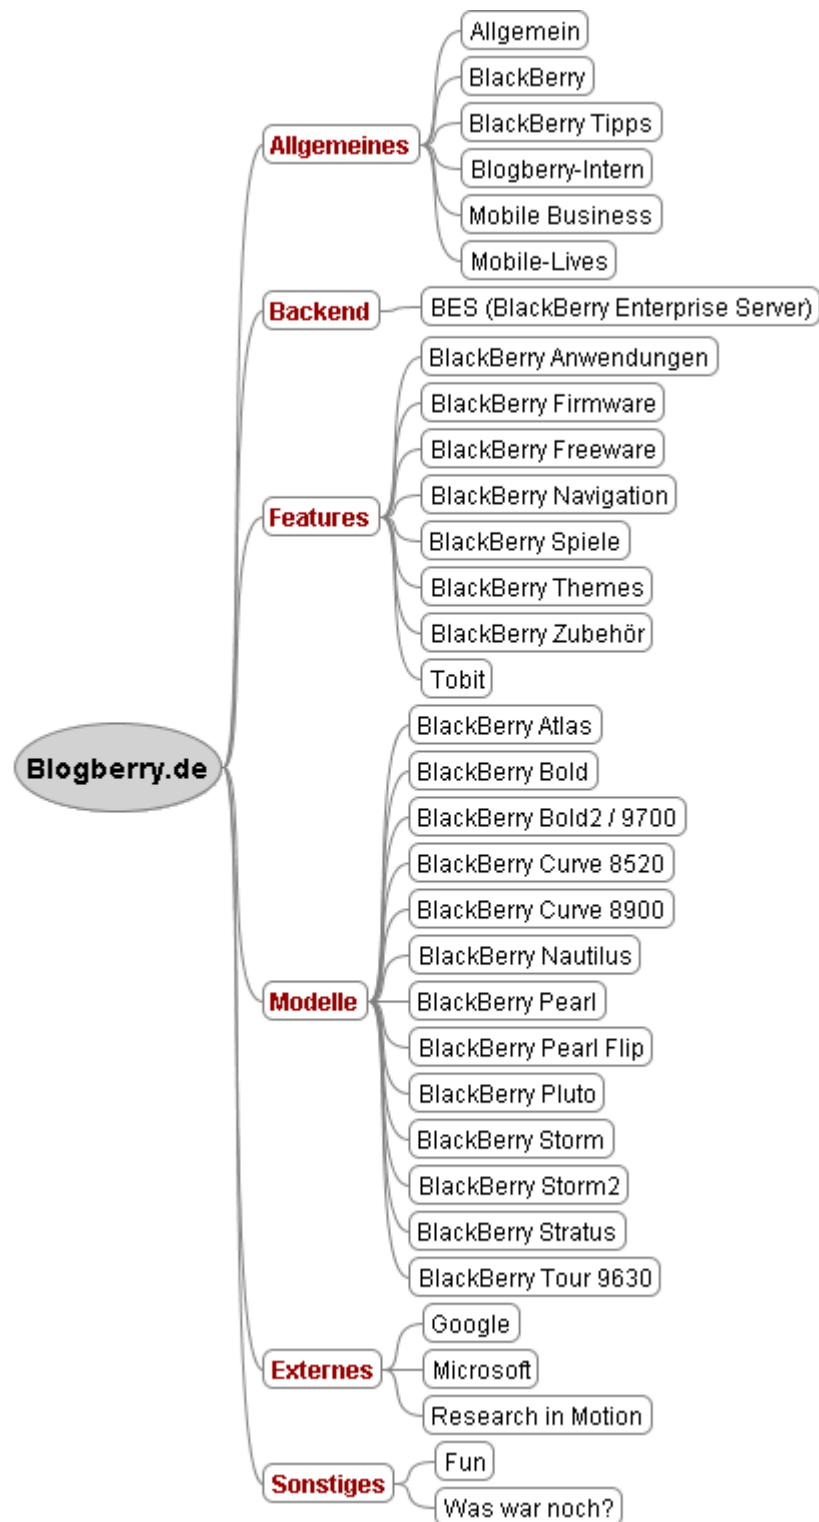 Blogberry.de
Allgemeines
Allgemein
BlackBerry
BlackBerry Tipps
Blogberry-Intern
Mobile Business
Mobile-Lives
Backend
BES (BlackBerry Enterprise Server)
Features
BlackBerry Anwendungen
BlackBerry Firmware
BlackBerry Freeware
BlackBerry Navigation
BlackBerry Spiele
BlackBerry Themes
BlackBerry Zubehör
Tobit
Modelle
BlackBerry Atlas
BlackBerry Bold
BlackBerry Bold2 / 9700
BlackBerry Curve 8520
BlackBerry Curve 8900
BlackBerry Nautilus
BlackBerry Pearl
BlackBerry Pearl Flip
BlackBerry Pluto
BlackBerry Storm
BlackBerry Storm2
BlackBerry Stratus
BlackBerry Tour 9630
Externes
Google
Microsoft
Research in Motion
Sonstiges
Fun
Was war noch?